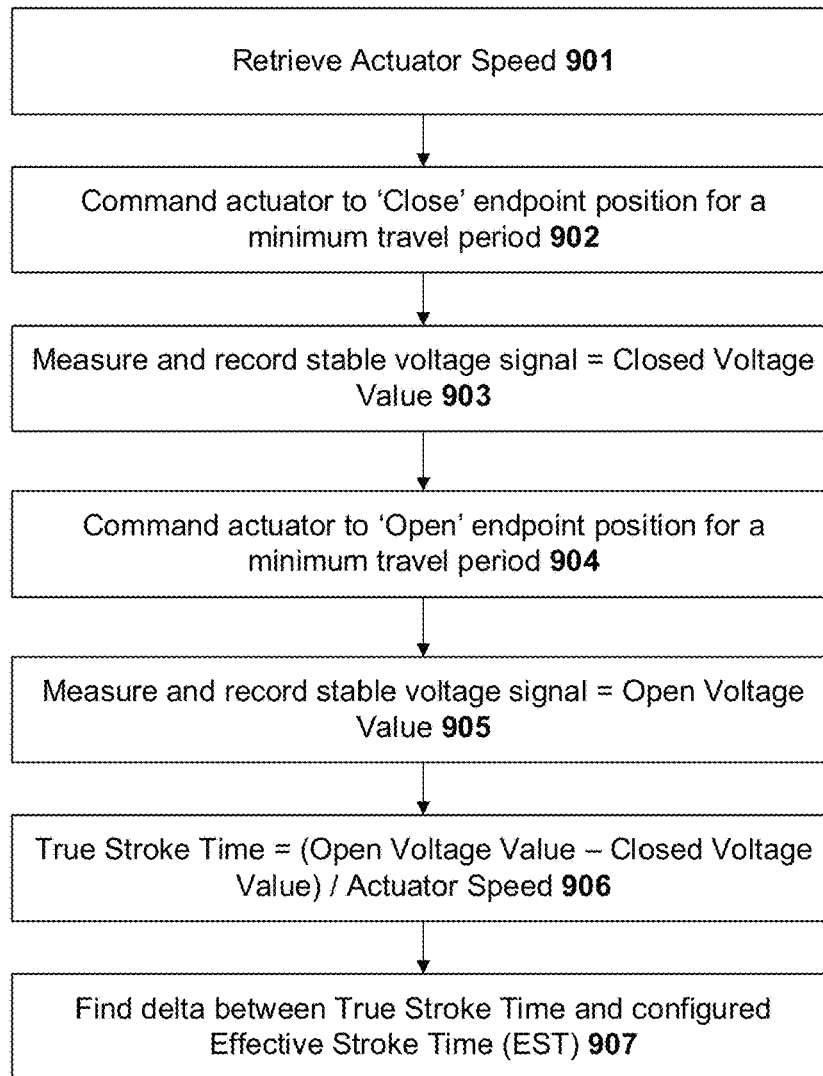 Retrieve Actuator Speed 901
Command actuator to ‘Close’ endpoint position for a
minimum travel period 902
Measure and record stable voltage signal = Closed Voltage
Value 903
Command actuator to ‘Open’ endpoint position for a
minimum travel period 904
Measure and record stable voltage signal = Open Voltage
Value 905
True Stroke Time = (Open Voltage Value – Closed Voltage
Value) / Actuator Speed 906
Find delta between True Stroke Time and configured
Effective Stroke Time (EST) 907